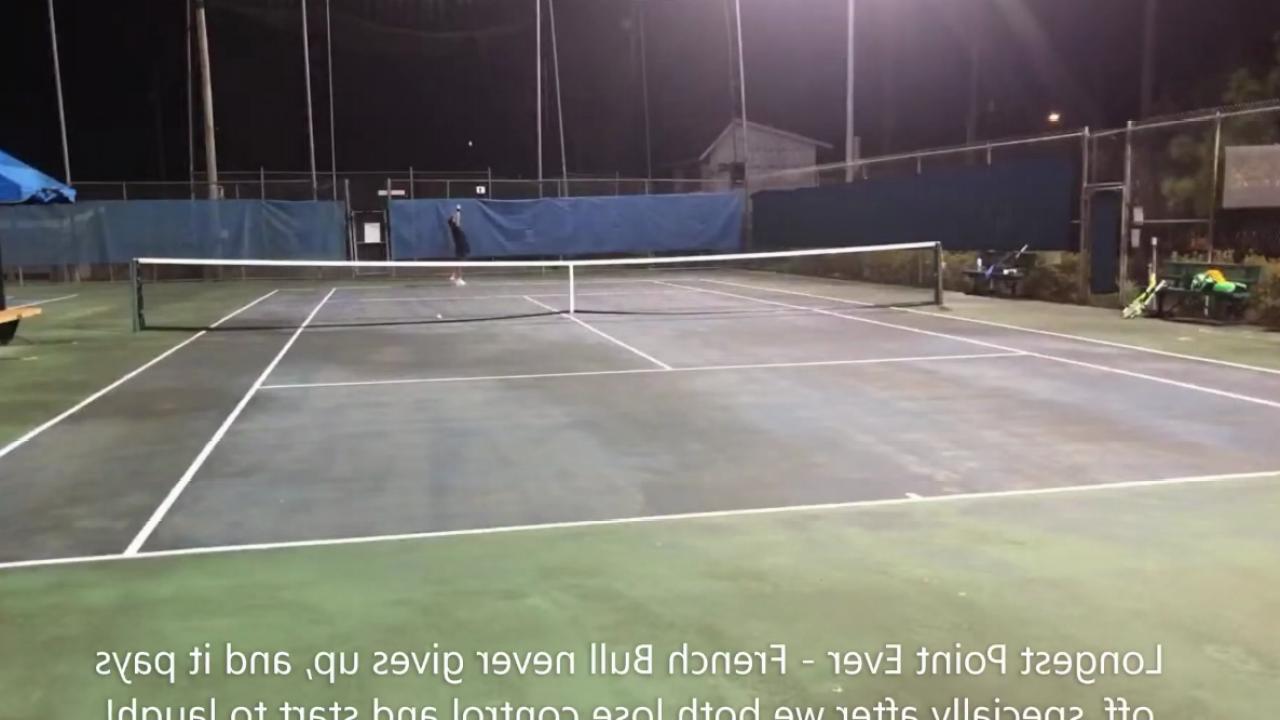 Longest Point Ever - French Bull never gives up, and it pays
off, specially after we both lose control and start to laugh!